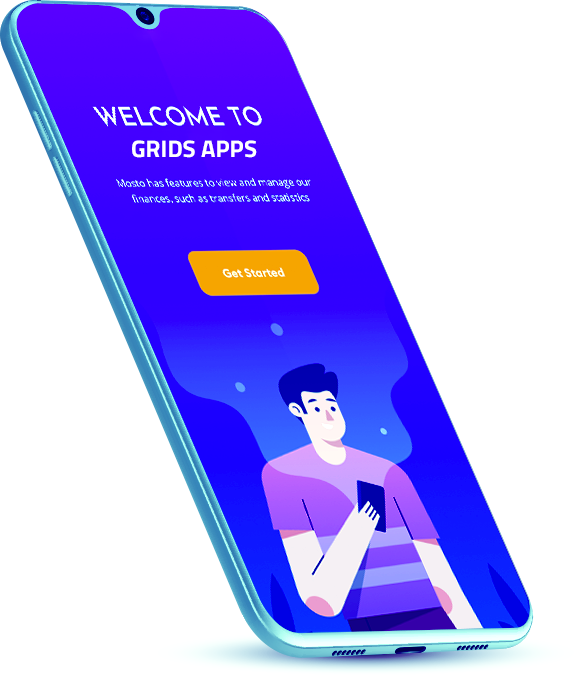 WELCOME TO
GRIDS APPS
Mosto has features to view and manage our
finances, such as transfers and statistics
Get Started